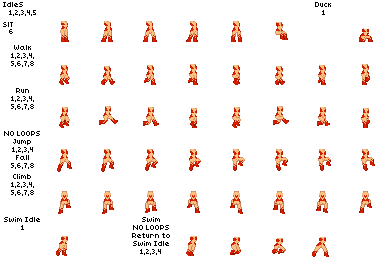 IdleS
1,2,3,4,5
Duck
1
SIT
6
Walk
1,2,3,4,
5,6,7,8
Run
1,2,3,4,
5,6,7,8
NO LOOPS
Jump
1,2,3,4
Fall
5,6,7,8
Climb
1,2,3,4,
5,6,7,8
Swim Idle
1
Swim
NO LOOPS
Return to
Swim Idle
1,2,3,4